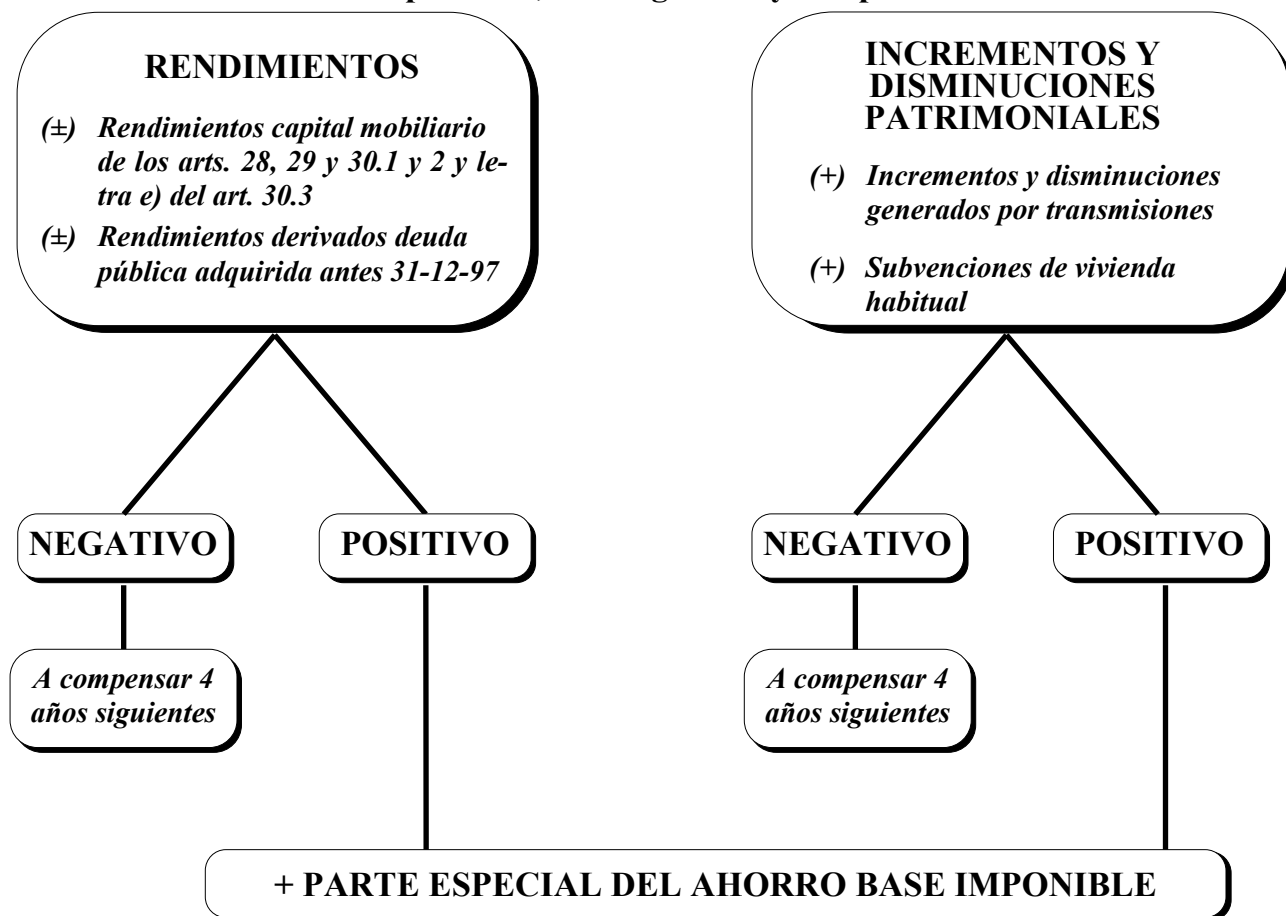 RENDIMIENTOS
(±) Rendimientos capital mobiliario
de los arts. 28, 29 y 30.1 y 2 y le-
tra e) del art. 30.3
(±) Rendimientos derivados deuda
pública adquirida antes 31-12-97
INCREMENTOS Y
DISMINUCIONES
PATRIMONIALES
(+) Incrementos y disminuciones
generados por transmisiones
(+) Subvenciones de vivienda
habitual
NEGATIVO
POSITIVO
NEGATIVO
POSITIVO
A compensar 4
años siguientes
A compensar 4
años siguientes
+ PARTE ESPECIAL DEL AHORRO BASE IMPONIBLE